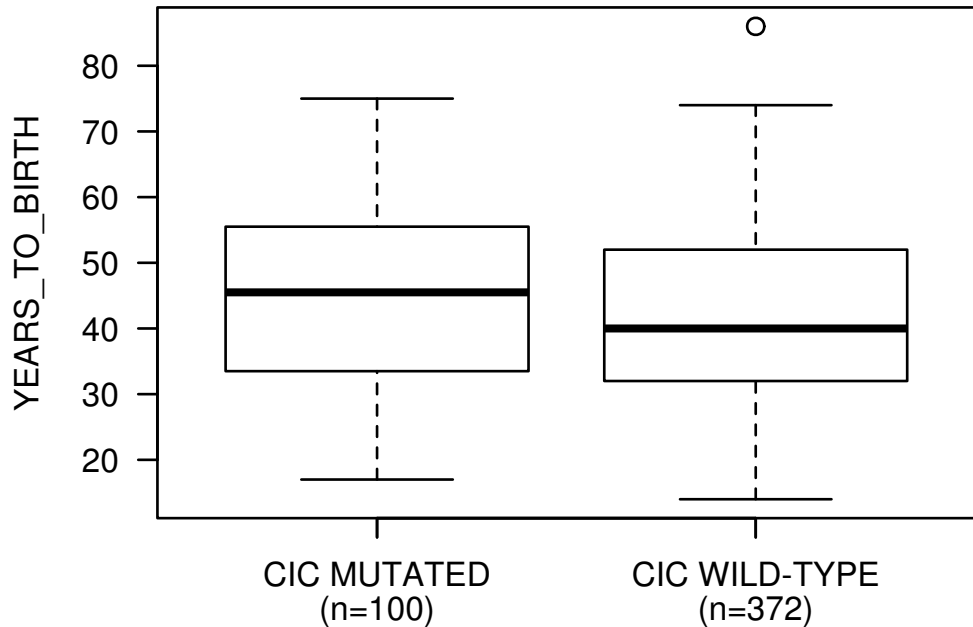 YEARS_TO_BIRTH
80
70
60
50
40
30
20
CIC MUTATED
(n=100)
CIC WILD-TYPE
(n=372)